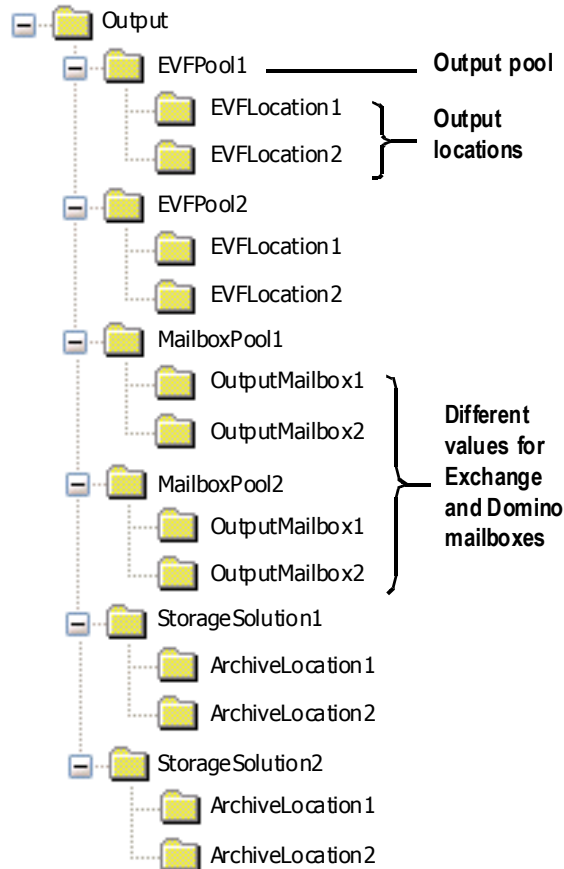 Output
EVFPool1
Output pool
EVFLocation1
EVFLocation2
Output
locations
EVFPool2
EVFLocation1
EVFLocation2
MailboxPool1
OutputMailbox1
OutputMailbox2
MailboxPool2
OutputMailbox1
OutputMailbox2
Different
values for
Exchange
and Domino
mailboxes
StorageSolution1
ArchiveLocation1
ArchiveLocation2
StorageSolution2
ArchiveLocation1
ArchiveLocation2